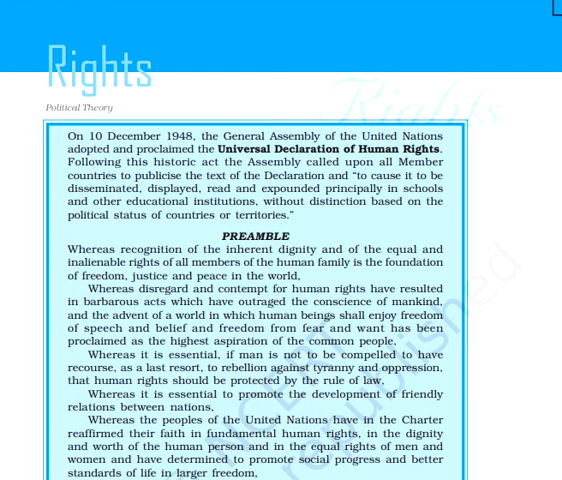 Rights
Political Theory
Rights
On 10 December 1948, the General Assembly of the United Nations
adopted and proclaimed the Universal Declaration of Human Rights.
Following this historic act the Assembly called upon all Member
countries to publicise the text of the Declaration and “to cause it to be
disseminated, displayed, read and expounded principally in schools
and other educational institutions, without distinction based on the
political status of countries or territories.”
PREAMBLE
Whereas recognition of the inherent dignity and of the equal and
inalienable rights of all members of the human family is the foundation
of freedom, justice and peace in the world,
Whereas disregard and contempt for human rights have resulted
in barbarous acts which have outraged the conscience of mankind,
and the advent of a world in which human beings shall enjoy freedom
of speech and belief and freedom from fear and want has been
proclaimed as the highest aspiration of the common people,
Whereas it is essential, if man is not to be compelled to have
recourse, as a last resort, to rebellion against tyranny and oppression,
that human rights should be protected by the rule of law,
Whereas it is essential to promote the development of friendly
relations between nations,
Whereas the peoples of the United Nations have in the Charter
reaffirmed their faith in fundamental human rights, in the dignity
and worth of the human person and in the equal rights of men and
women and have determined to promote social progress and better
standards of life in larger freedom,
NCERT
republished